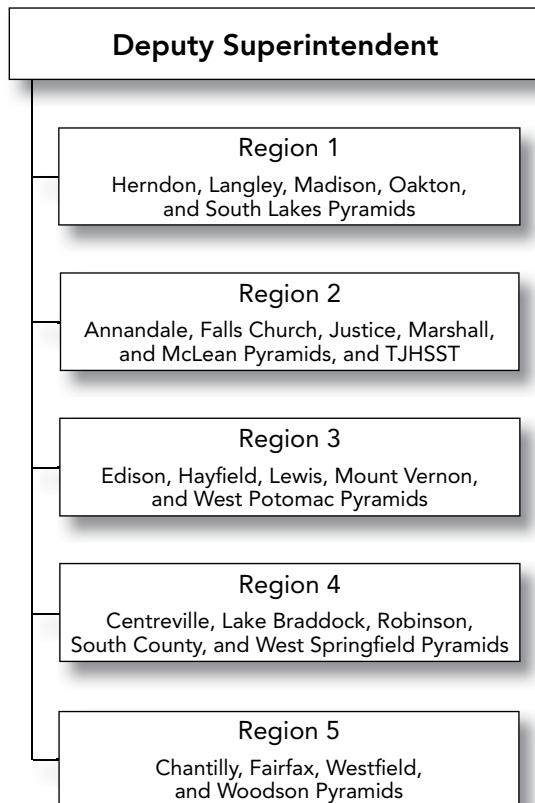 Deputy Superintendent
Region 1
Herndon, Langley, Madison, Oakton,
and South Lakes Pyramids
Region 2
Annandale, Falls Church, Justice, Marshall,
and McLean Pyramids, and TJHSST
Region 3
Edison, Hayfield, Lewis, Mount Vernon,
and West Potomac Pyramids
Region 4
Centreville, Lake Braddock, Robinson,
South County, and West Springfield Pyramids
Region 5
Chantilly, Fairfax, Westfield,
and Woodson Pyramids